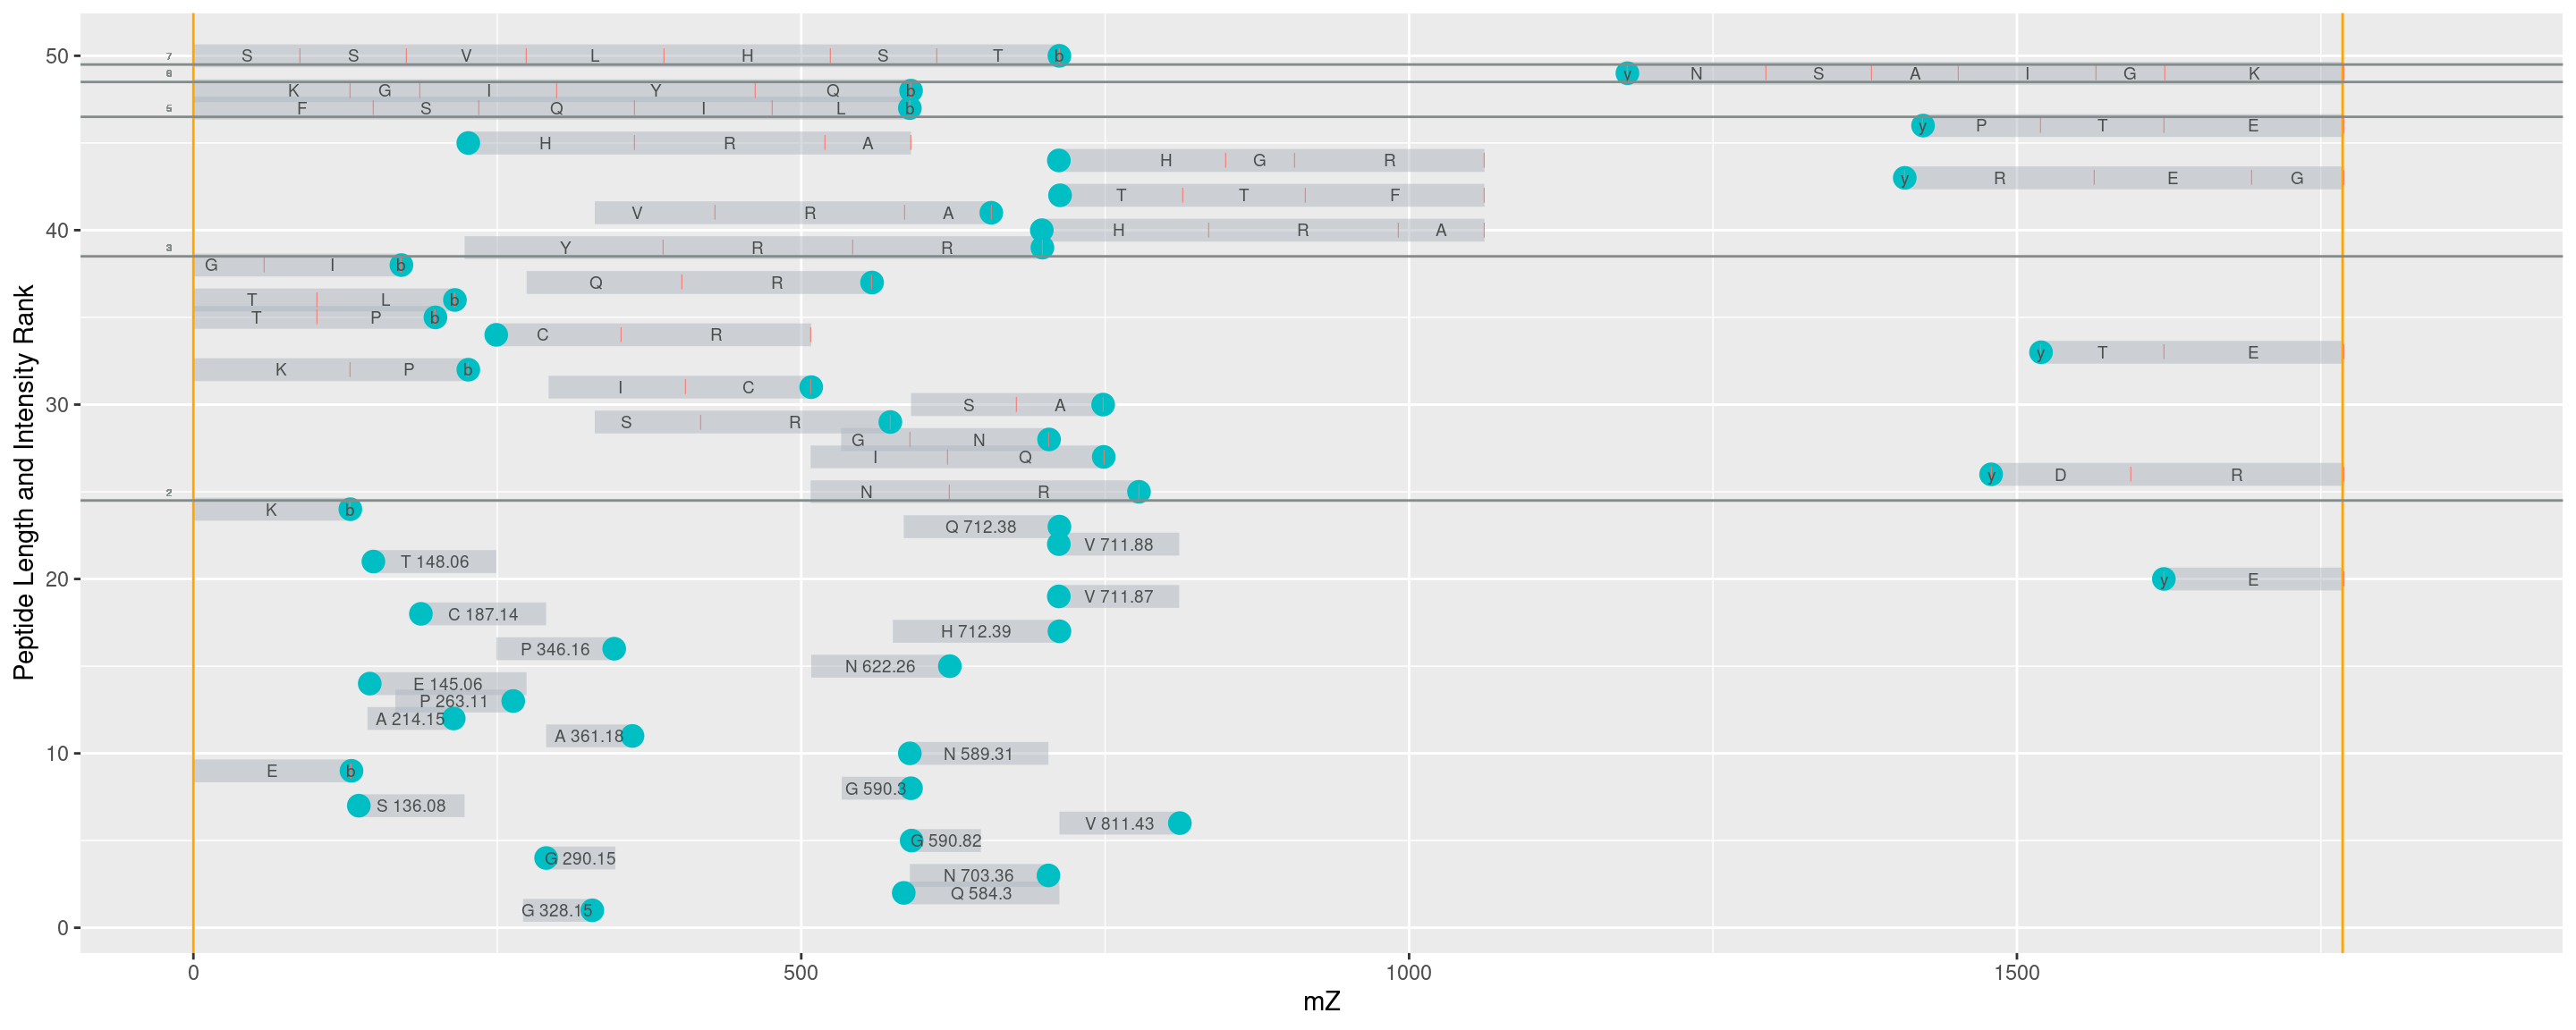 50
7
S S V L H S T b
y N S A I G K
K G I Y Q b
F S Q I L b
y P T E
H R A
H G R
y R E G
T T F
V R A
40
H R A
3
Y R R
G I b
Q R
T L b
T P b
C R
y T E
K P b
I C
30
S A
S R
G N
I Q
y D R
2
N R
K b
Q 712.38
V 711.88
T 148.06
20
y E
V 711.87
C 187.14
H 712.39
P 346.16
N 622.26
E 145.06
P 263.11
A 214.15
A 361.18
10
N 589.31
E b
G 590.3
S 136.08
V 811.43
G 590.82
G 290.15
N 703.36
Q 584.3
G 328.15
0
0 500 1000 1500
mZ
Peptide Length and Intensity Rank